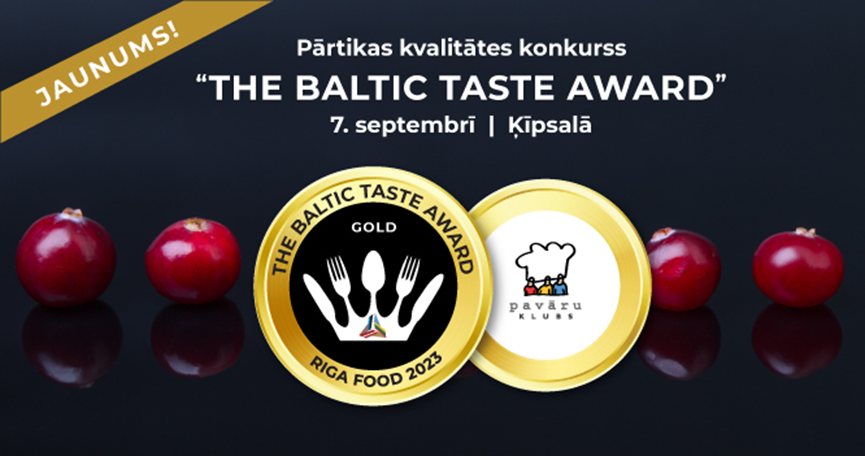 JAUNUMS!
Pārtikas kvalitātes konkurss
“THE BALTIC TASTE AWARD”
7. septembrī | Ķīpsalā
THE BALTIC TASTE AWARD
GOLD
RIGA FOOD 2023
pavāru
KLUBS